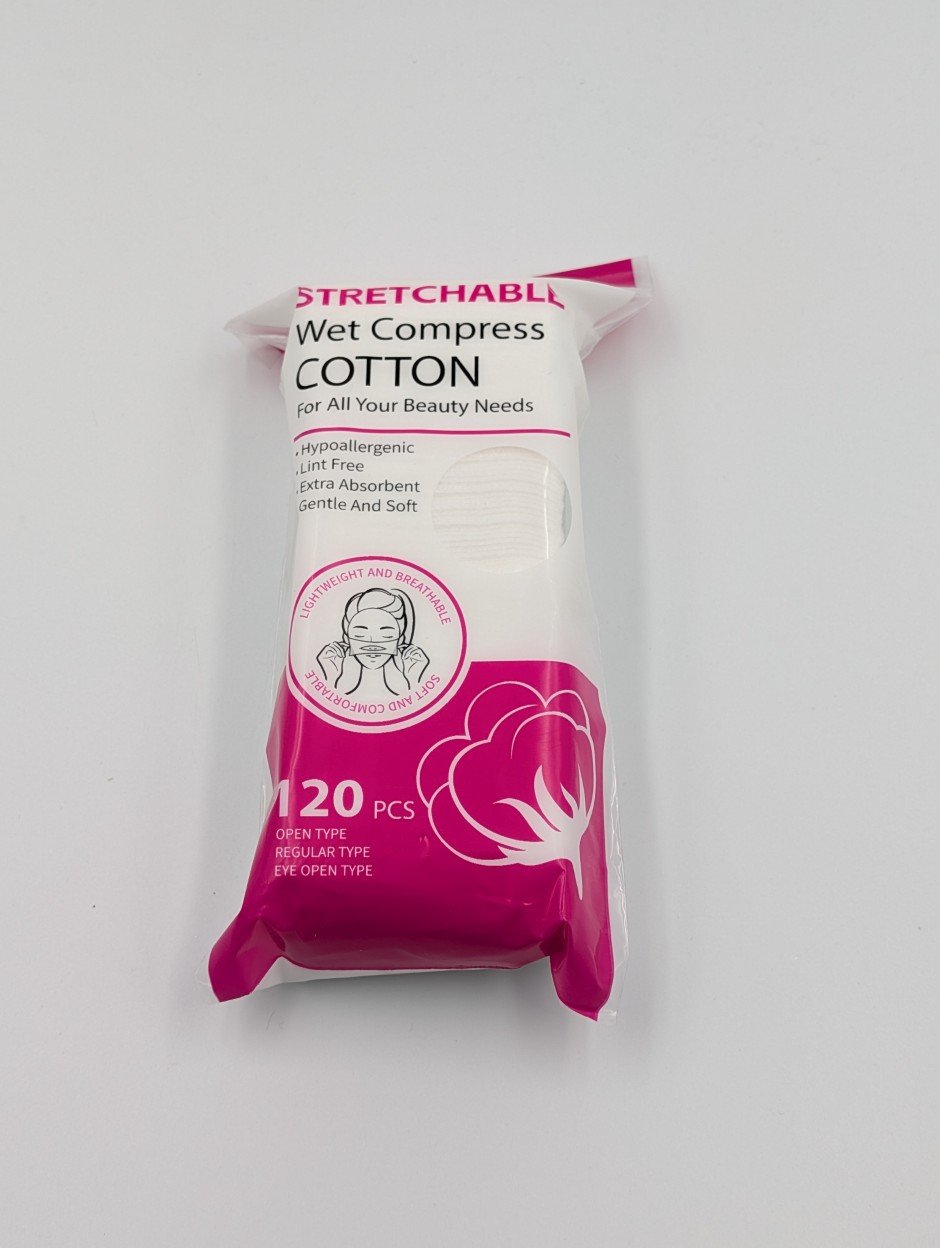 STRETCHABLE
Wet Compress
COTTON
For All Your Beauty Needs
• Hypoallergenic
• Lint Free
• Extra Absorbent
Gentle And Soft
LIGHTWEIGHT AND BREATHABLE
SOFT AND COMFORTABLE
120 PCS
OPEN TYPE
REGULAR TYPE
EYE OPEN TYPE